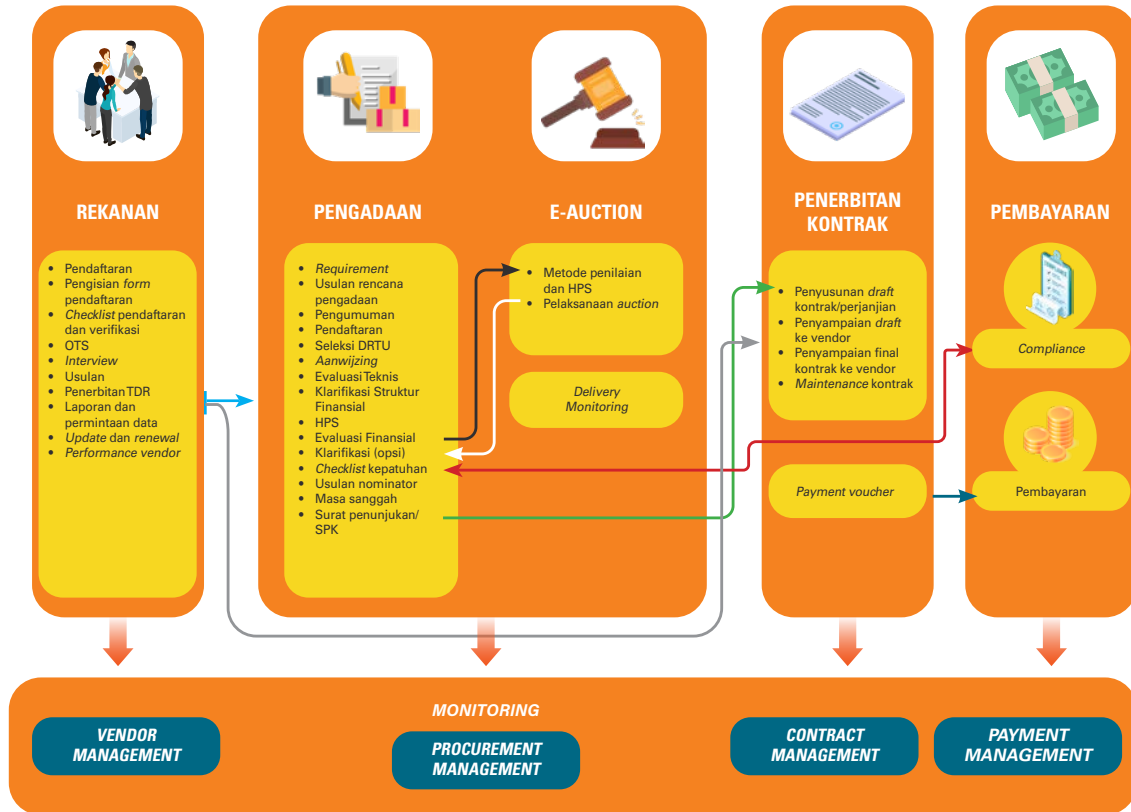 REKANAN
• Pendaftaran
• Pengisian form
pendaftaran
• Checklist pendaftaran
dan verifikasi
• OTS
• Interview
• Usulan
• Penerbitan TDR
• Laporan dan
permintaan data
• Update dan renewal
• Performance vendor
PENGADAAN
• Requirement
• Usulan rencana
pengadaan
• Pengumuman
• Pendaftaran
• Seleksi DRTU
• Aanwijzing
• Evaluasi Teknis
• Klarifikasi Struktur
Finansial
• HPS
• Evaluasi Finansial
• Klarifikasi (opsi)
• Checklist kepatuhan
• Usulan nominator
• Masa sanggah
• Surat penunjukan/
SPK
E-AUCTION
• Metode penilaian
dan HPS
• Pelaksanaan auction
Delivery
Monitoring
PENERBITAN
KONTRAK
• Penyusunan draft
kontrak/perjanjian
• Penyampaian draft
ke vendor
• Penyampaian final
kontrak ke vendor
• Maintenance kontrak
Payment voucher
PEMBAYARAN
Compliance
Pembayaran
MONITORING
VENDOR
MANAGEMENT
PROCUREMENT
MANAGEMENT
CONTRACT
MANAGEMENT
PAYMENT
MANAGEMENT